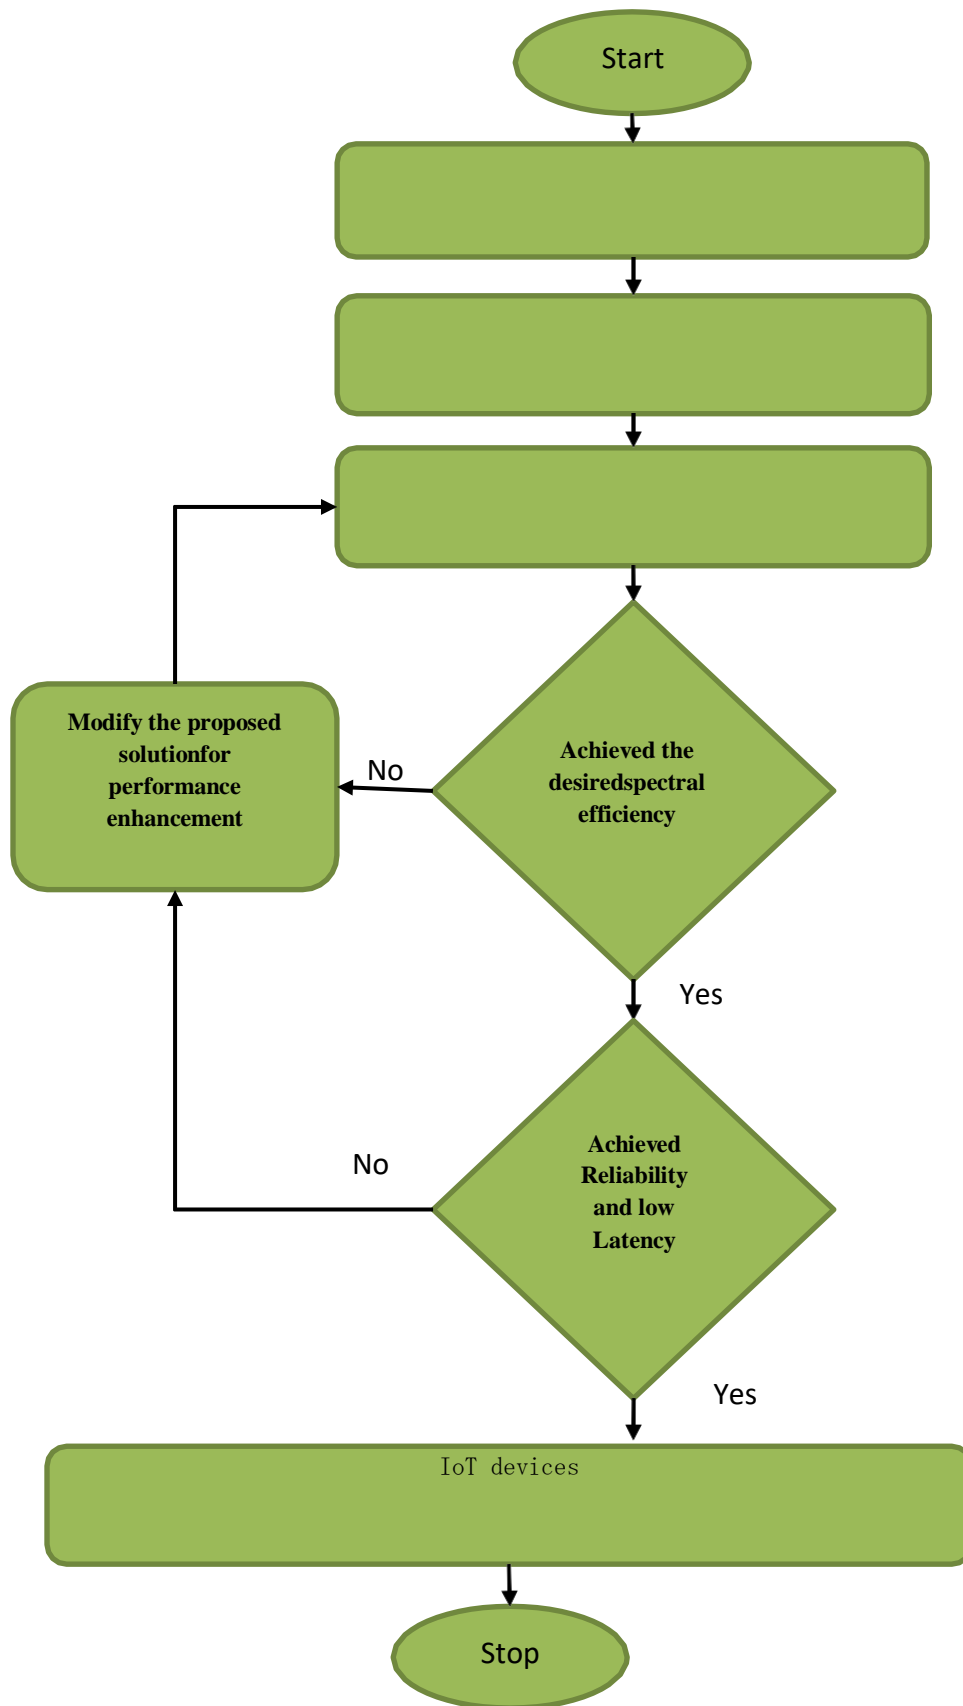 Start
Modify the proposed
solutionfor
performance
enhancement
No
Achieved the
desiredspectral
efficiency
Yes
No
Achieved
Reliability
and low
Latency
Yes
IoT devices
Stop